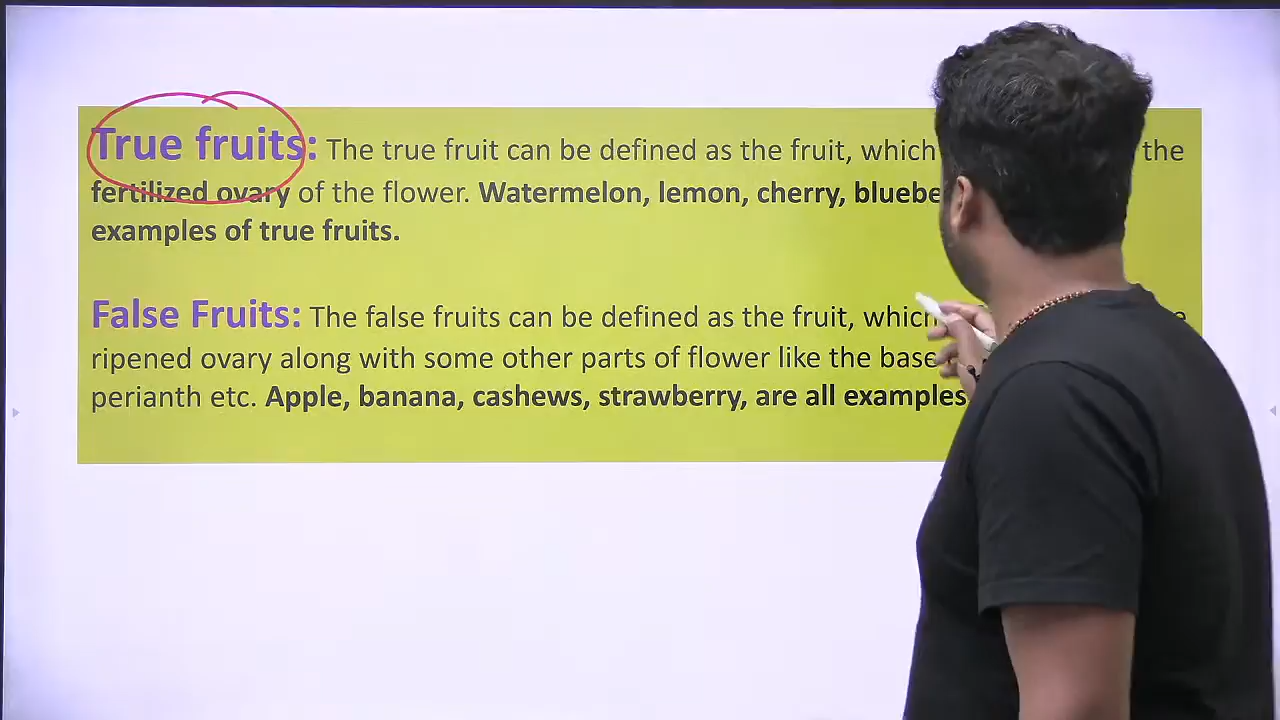 True fruits: The true fruit can be defined as the fruit, which the
fertilized ovary of the flower. Watermelon, lemon, cherry,
examples of true fruits.
False Fruits: The false fruits can be defined as the fruit, which
ripened ovary along with some other parts of flower like the base
perianth etc. Apple, banana, cashews, strawberry, are all examples